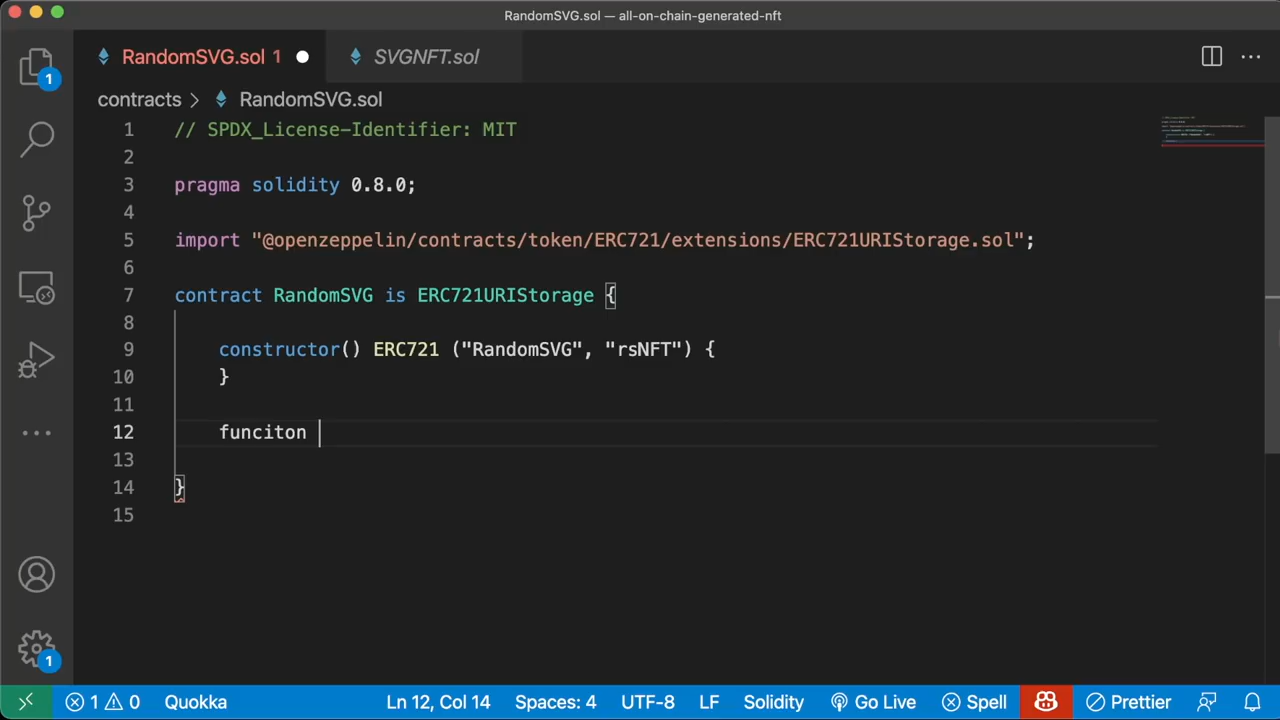 RandomSVG.sol — all-on-chain-generated-nft
RandomSVG.sol 1
SVGNFT.sol
contracts > RandomSVG.sol
1 // SPDX_License-Identifier: MIT
2
3 pragma solidity 0.8.0;
4
5 import "@openzeppelin/contracts/token/ERC721/extensions/ERC721URIStorage.sol";
6
7 contract RandomSVG is ERC721URIStorage {
8
9 constructor() ERC721 ("RandomSVG", "rsNFT") {
10 }
11
12 funciton
13
14 }
15
1
1
1 0 Quokka Ln 12, Col 14 Spaces: 4 UTF-8 LF Solidity Go Live Spell Prettier